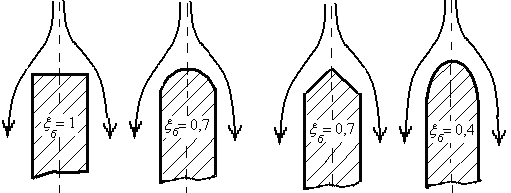 ξб = 1
ξб = 0,7
ξб = 0,7
ξб = 0,4